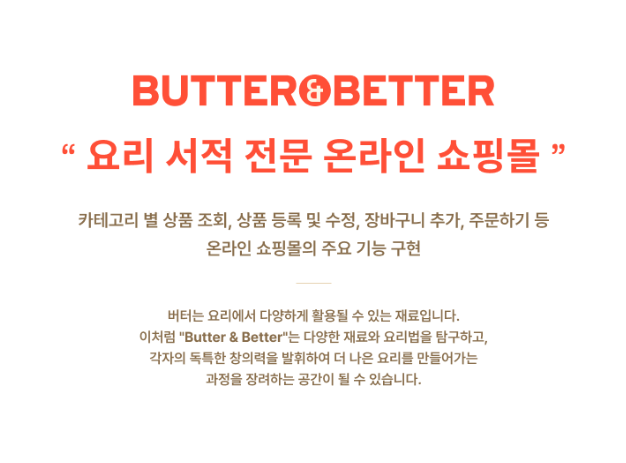 BUTTER&BETTER
“ 요리 서적 전문 온라인 쇼핑몰 ”
카테고리 별 상품 조회, 상품 등록 및 수정, 장바구니 추가, 주문하기 등
온라인 쇼핑몰의 주요 기능 구현
버터는 요리에서 다양하게 활용될 수 있는 재료입니다.
이처럼 "Butter & Better"는 다양한 재료와 요리법을 탐구하고,
각자의 독특한 창의력을 발휘하여 더 나은 요리를 만들어가는
과정을 장려하는 공간이 될 수 있습니다.